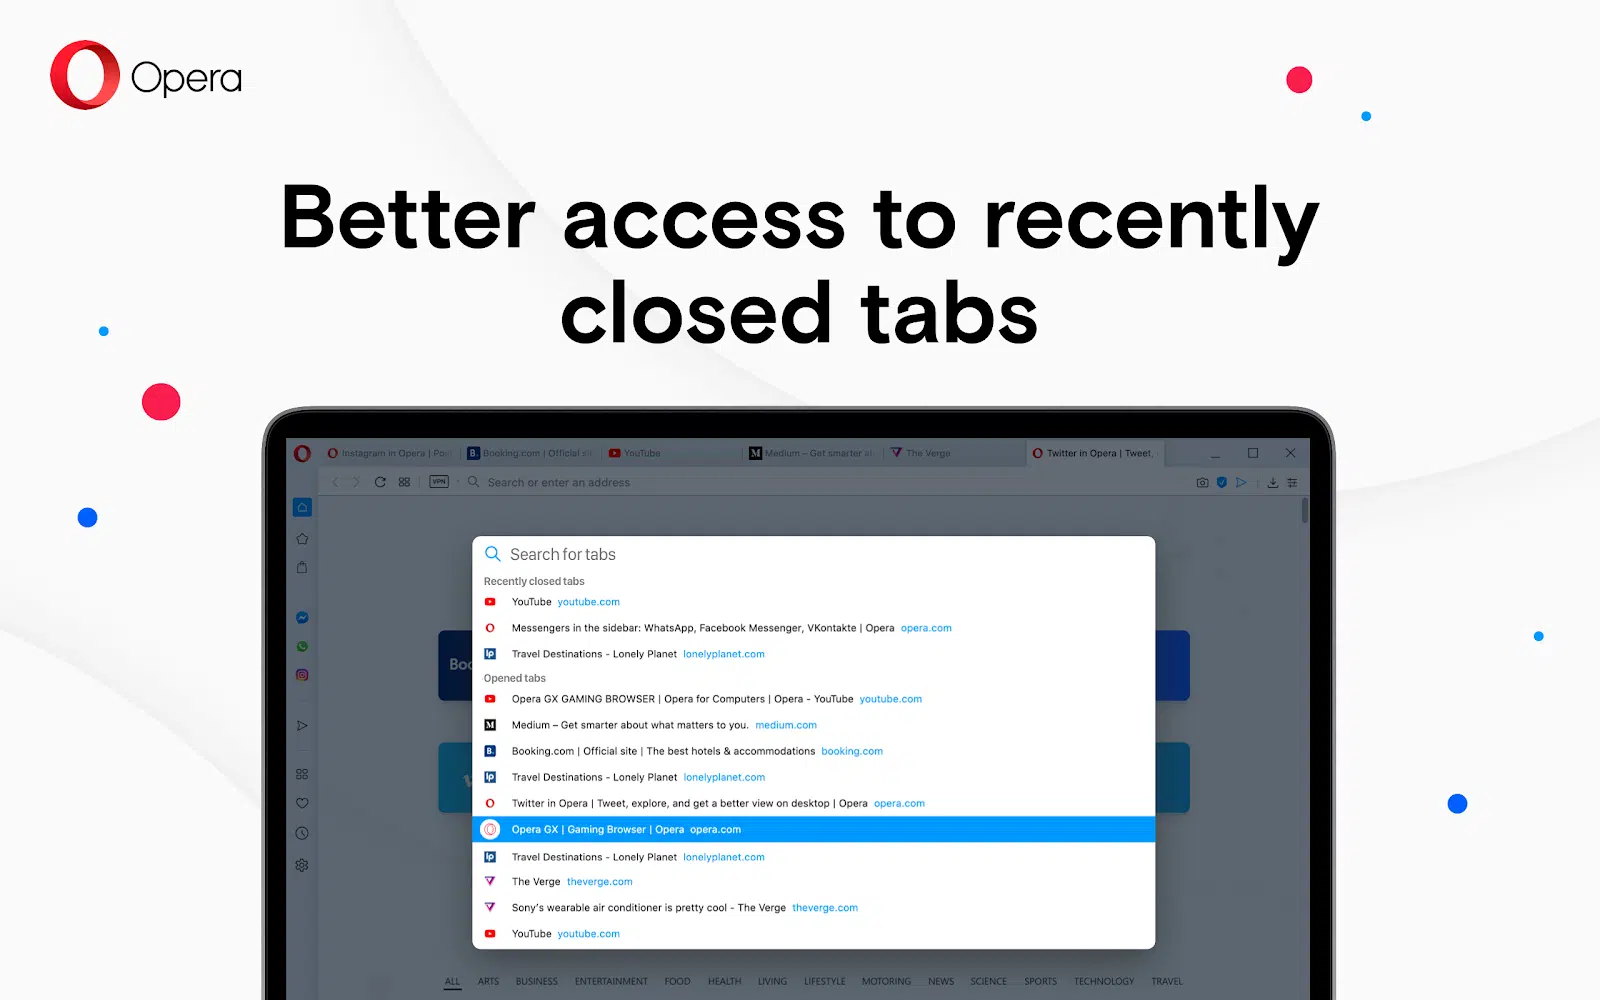 Opera
Better access to recently
closed tabs
Instagram in Opera |
Booking.com | Official
YouTube
Medium – Get smarter
The Verge
Twitter in Opera | Tweet,
VPN
Search or enter an address
Search for tabs
Recently closed tabs
YouTube youtube.com
Messengers in the sidebar: WhatsApp, Facebook Messenger, VKontakte | Opera opera.com
lp Travel Destinations - Lonely Planet lonelyplanet.com
Opened tabs
Opera GX GAMING BROWSER | Opera for Computers | Opera - YouTube youtube.com
M Medium – Get smarter about what matters to you. medium.com
B. Booking.com | Official site | The best hotels & accommodations booking.com
lp Travel Destinations - Lonely Planet lonelyplanet.com
Twitter in Opera | Tweet, explore, and get a better view on desktop | Opera opera.com
Opera GX | Gaming Browser | Opera opera.com
lp Travel Destinations - Lonely Planet lonelyplanet.com
The Verge theverge.com
Sony's wearable air conditioner is pretty cool - The Verge theverge.com
YouTube youtube.com
ALL ARTS BUSINESS ENTERTAINMENT FOOD HEALTH LIVING LIFESTYLE MOTORING NEWS SCIENCE SPORTS TECHNOLOGY TRAVEL